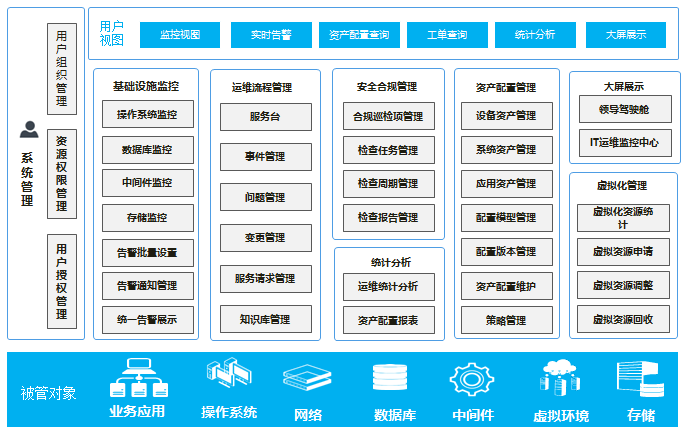 用户
视图
监控视图
实时告警
资产配置查询
工单查询
统计分析
大屏展示
系统管理
用户组织管理
资源权限管理
用户授权管理
基础设施监控
操作系统监控
数据库监控
中间件监控
存储监控
告警批量设置
告警通知管理
统一告警展示
运维流程管理
服务台
事件管理
问题管理
变更管理
服务请求管理
知识库管理
安全合规管理
合规巡检项管理
检查任务管理
检查周期管理
检查报告管理
统计分析
运维统计分析
资产配置报表
资产配置管理
设备资产管理
系统资产管理
应用资产管理
配置模型管理
配置版本管理
资产配置维护
策略管理
大屏展示
领导驾驶舱
IT运维监控中心
虚拟化管理
虚拟化资源统
计
虚拟资源申请
虚拟资源调整
虚拟资源回收
被管对象
业务应用
操作系统
网络
数据库
中间件
虚拟环境
存储